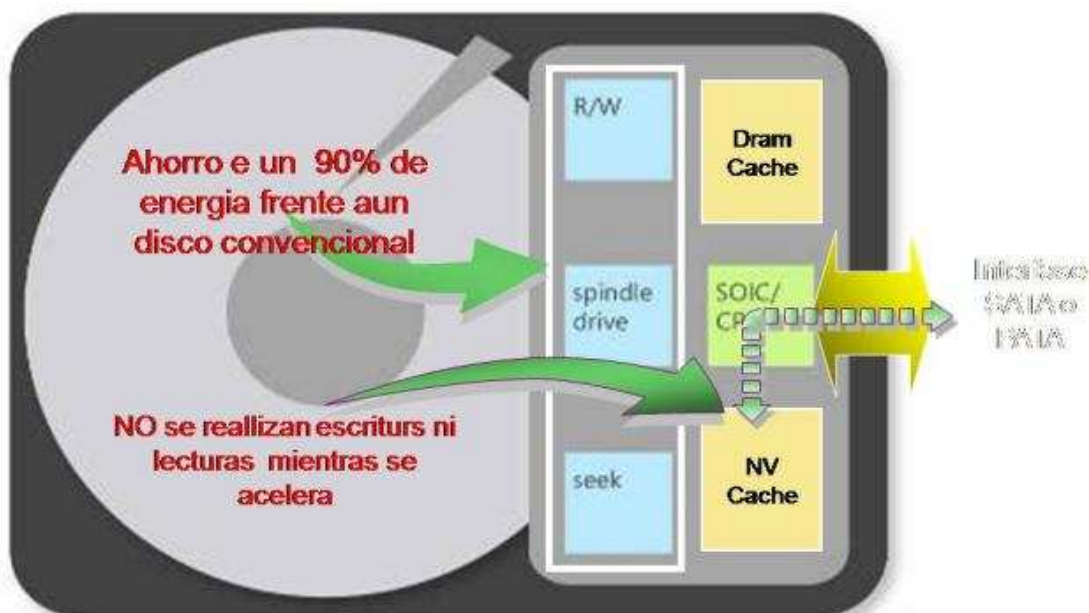 Ahorro e un 90% de
energia frente aun
disco convencional
NO se reallizan escriturs ni
lecturas mientras se
acelera
R/W
spindle
drive
seek
Dram
Cache
SOIC/
NV
Cache
Interfase
SATA o
PATA